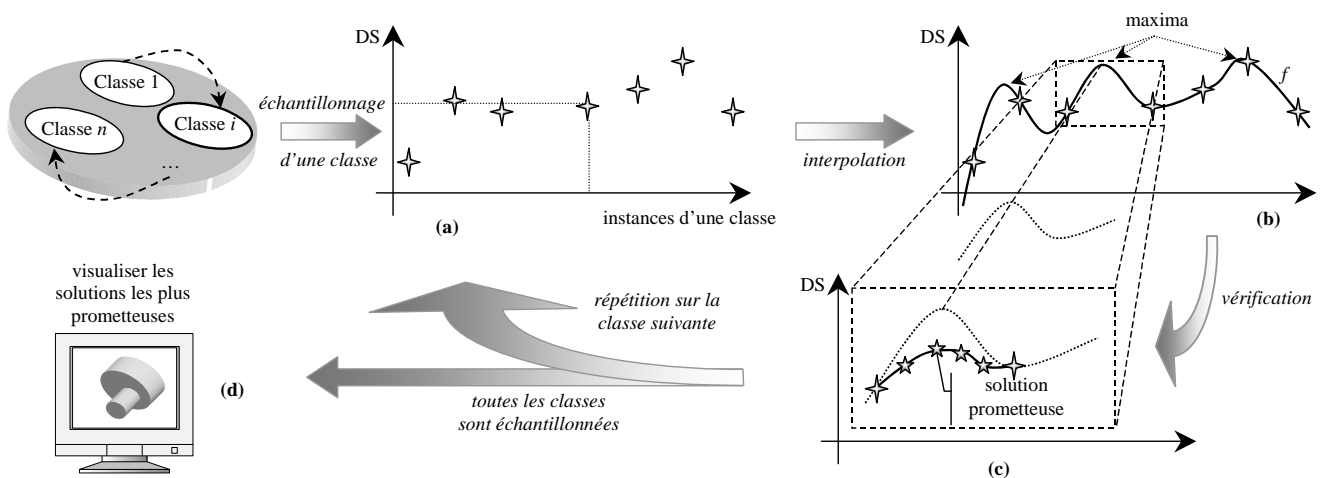 Classe 1
Classe i
Classe n
...
échantillonnage
d'une classe
DS
instances d'une classe
(a)
interpolation
maxima
DS
f
(b)
vérification
DS
solution
prometteuse
(c)
répétition sur la
classe suivante
toutes les classes
sont échantillonnées
visualiser les
solutions les plus
prometteuses
(d)